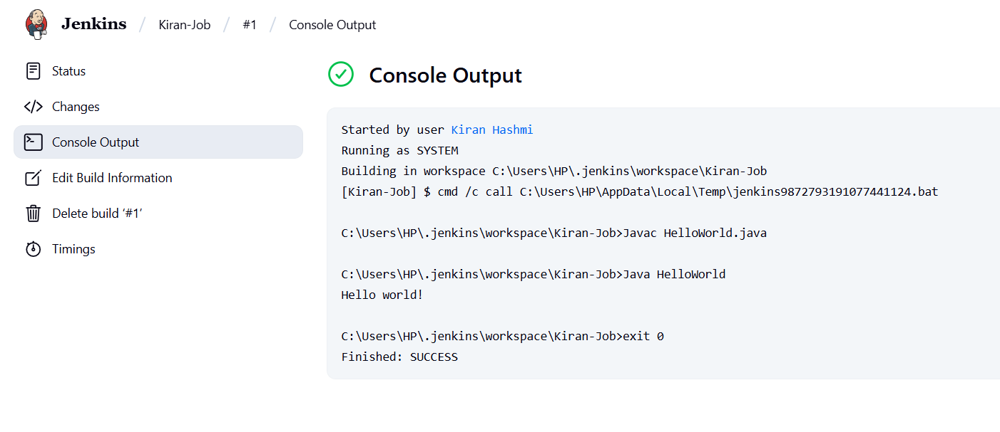 Jenkins / Kiran-Job / #1 / Console Output
Status
Changes
Console Output
Edit Build Information
Delete build ‘#1’
Timings
Console Output
Started by user Kiran Hashmi
Running as SYSTEM
Building in workspace C:\Users\HP\.jenkins\workspace\Kiran-Job
[Kiran-Job] $ cmd /c call C:\Users\HP\AppData\Local\Temp\jenkins9872793191077441124.bat
C:\Users\HP\.jenkins\workspace\Kiran-Job>Javac HelloWorld.java
C:\Users\HP\.jenkins\workspace\Kiran-Job>Java HelloWorld
Hello world!
C:\Users\HP\.jenkins\workspace\Kiran-Job>exit 0
Finished: SUCCESS